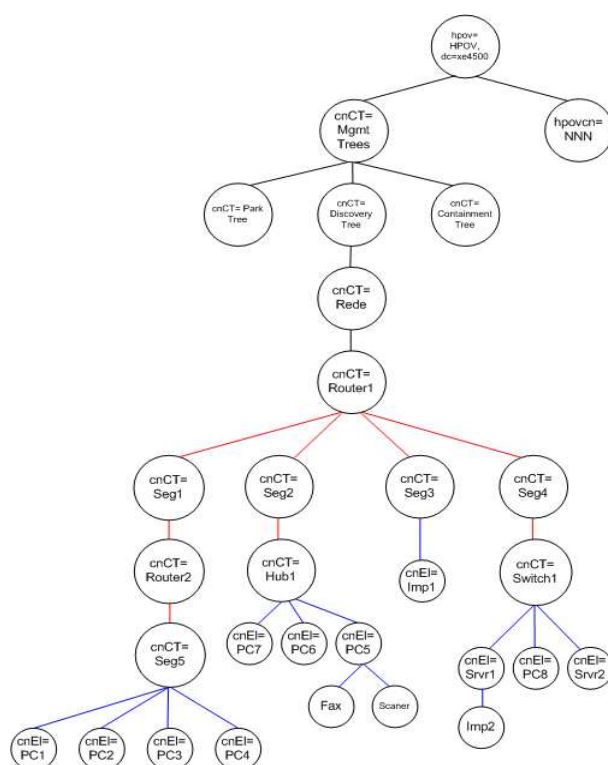 hpov=
HPOV,
dc=xe4500
cnCT=
Mgmt
Trees
hpovcn=
NNN
cnCT= Park
Tree
cnCT=
Discovery
Tree
cnCT=
Containment
Tree
cnCT=
Rede
cnCT=
Router1
cnCT=
Seg1
cnCT=
Seg2
cnCT=
Seg3
cnCT=
Seg4
cnCT=
Router2
cnCT=
Hub1
cnEl=
Imp1
cnCT=
Switch1
cnCT=
Seg5
cnEl=
PC7
cnEl=
PC6
cnEl=
PC5
cnEl=
Srvr1
cnEl=
PC8
cnEl=
Srvr2
Fax
Scaner
Imp2
cnEl=
PC1
cnEl=
PC2
cnEl=
PC3
cnEl=
PC4